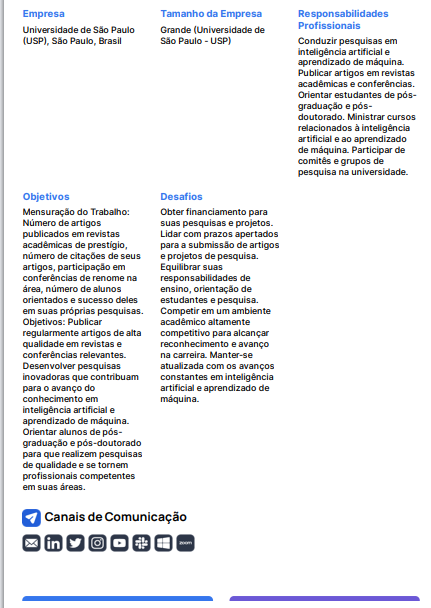 Empresa
Universidade de São Paulo
(USP), São Paulo, Brasil
Tamanho da Empresa
Grande (Universidade de
São Paulo - USP)
Responsabilidades
Profissionais
Conduzir pesquisas em
inteligência artificial e
aprendizado de máquina.
Publicar artigos em revistas
acadêmicas e conferências.
Orientar estudantes de pós-
graduação e pós-
doutorado. Ministrar cursos
relacionados à inteligência
artificial e ao aprendizado
de máquina. Participar de
comitês e grupos de
pesquisa na universidade.
Objetivos
Mensuração do Trabalho:
Número de artigos
publicados em revistas
acadêmicas de prestígio,
número de citações de seus
artigos, participação em
conferências de renome na
área, número de alunos
orientados e sucesso deles
em suas próprias pesquisas.
Objetivos: Publicar
regularmente artigos de alta
qualidade em revistas e
conferências relevantes.
Desenvolver pesquisas
inovadoras que contribuam
para o avanço do
conhecimento em
inteligência artificial e
aprendizado de máquina.
Orientar alunos de pós-
graduação e pós-doutorado
para que realizem pesquisas
de qualidade e se tornem
profissionais competentes
em suas áreas.
Desafios
Obter financiamento para
suas pesquisas e projetos.
Lidar com prazos apertados
para a submissão de artigos
e projetos de pesquisa.
Equilibrar suas
responsabilidades de
ensino, orientação de
estudantes e pesquisa.
Competir em um ambiente
acadêmico altamente
competitivo para alcançar
reconhecimento e avanço
na carreira. Manter-se
atualizada com os avanços
constantes em inteligência
artificial e aprendizado de
máquina.
Canais de Comunicação
in
zoom